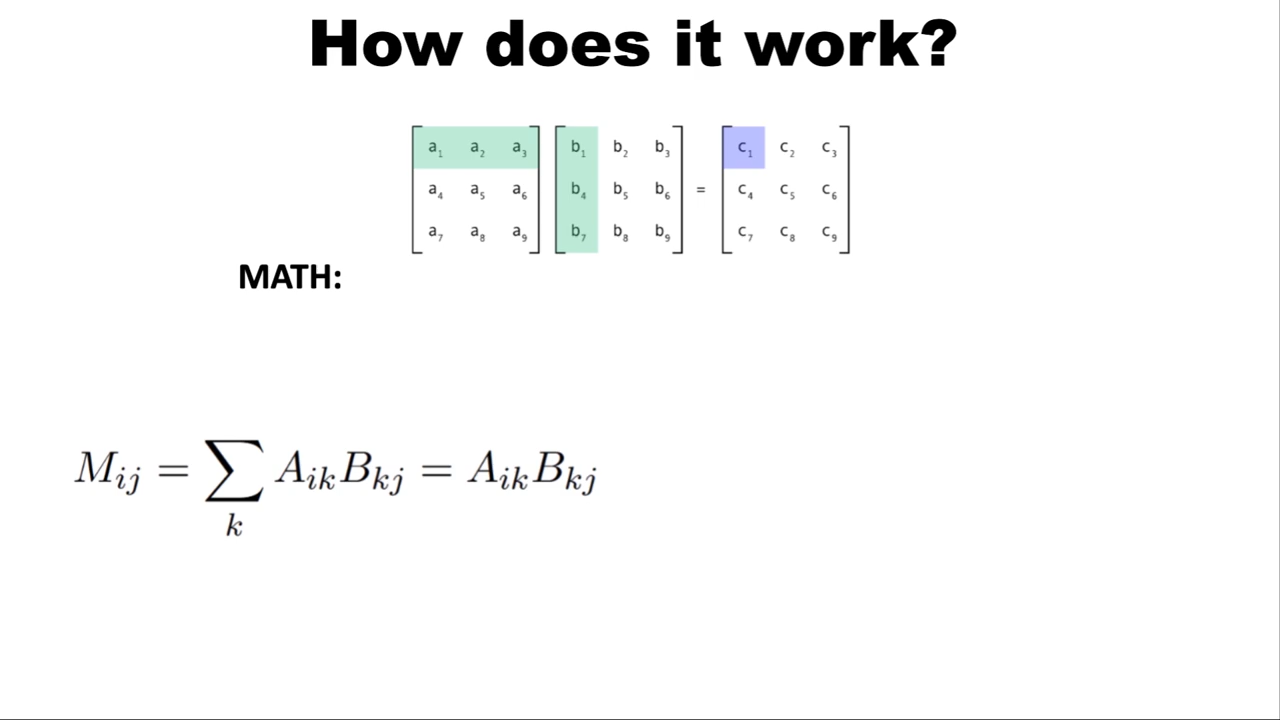 How does it work?
a₁ a₂ a₃ b₁ b₂ b₃ c₁ c₂ c₃
a₄ a₅ a₆ b₄ b₅ b₆ = c₄ c₅ c₆
a₇ a₈ a₉ b₇ b₈ b₉ c₇ c₈ c₉
MATH:
M_{ij} = \sum_{k} A_{ik}B_{kj} = A_{ik}B_{kj}